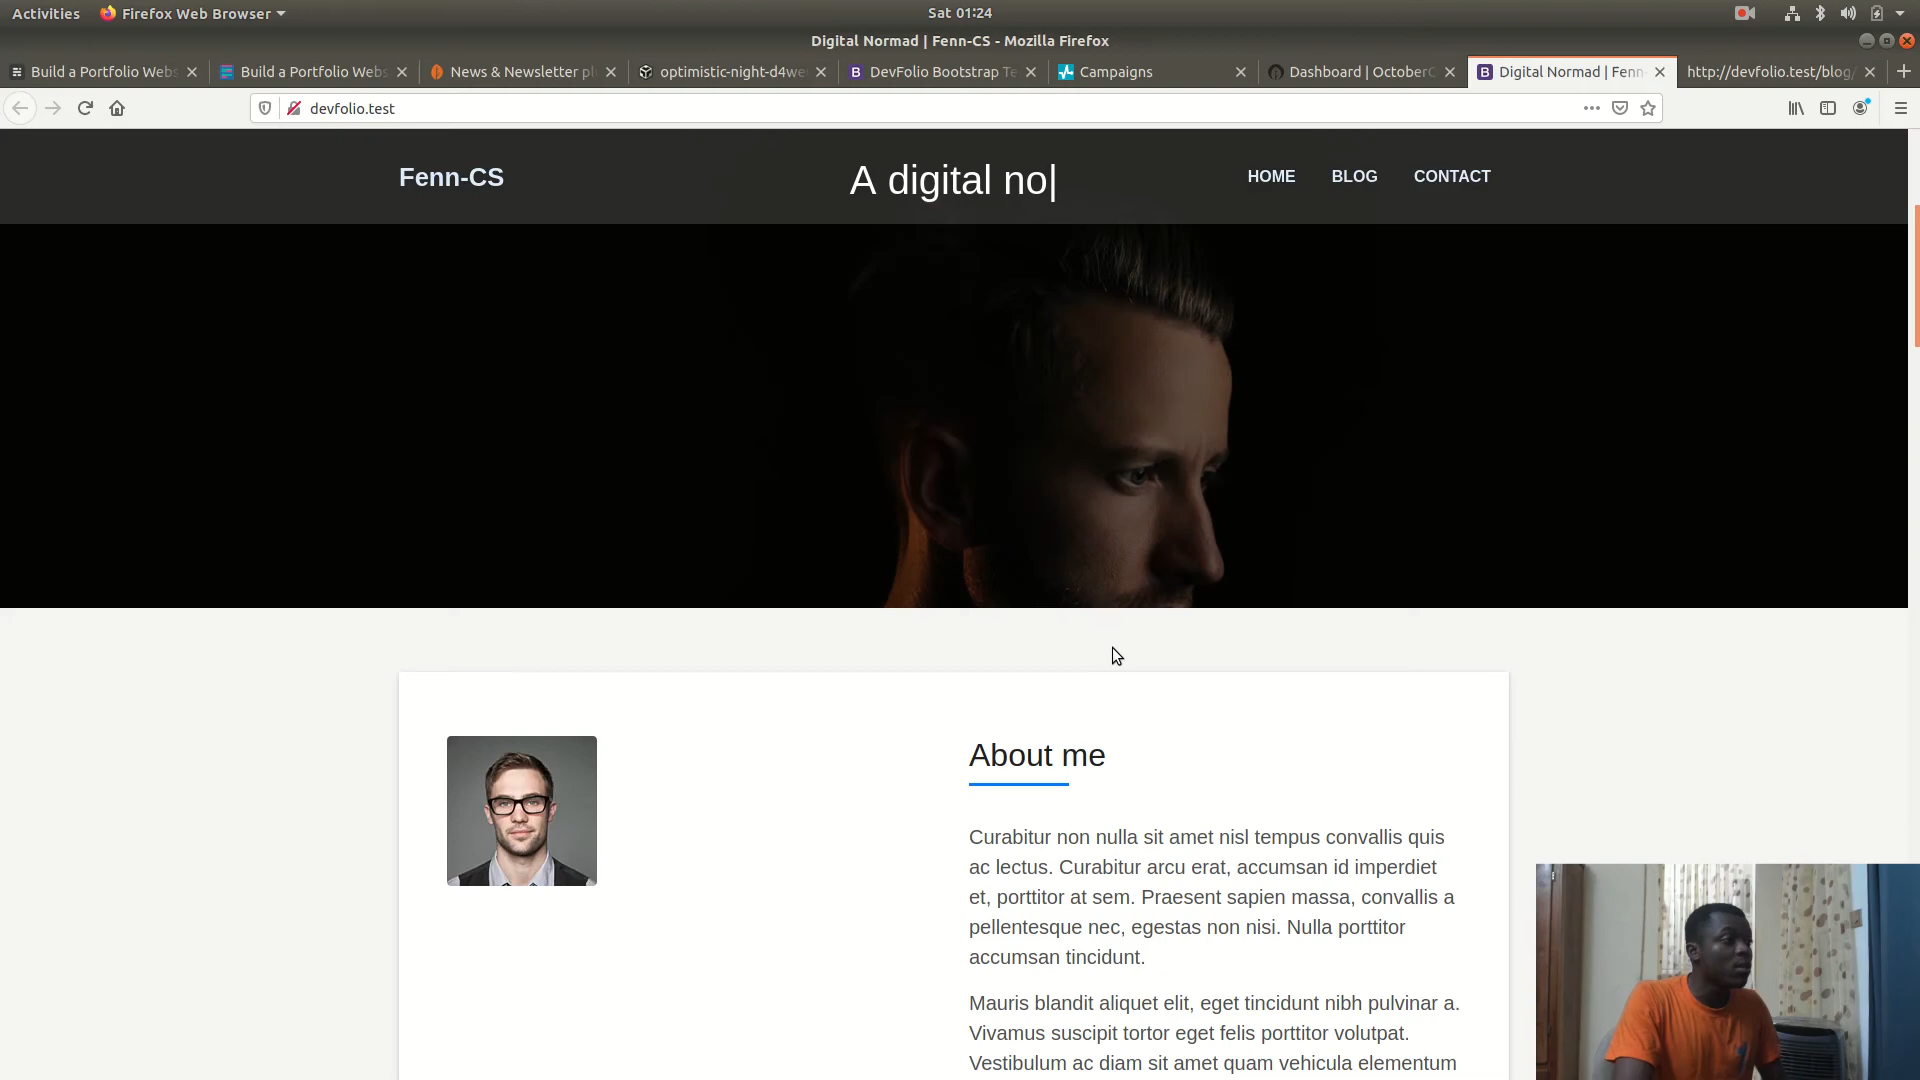 Activities
Firefox Web Browser
Sat 01:24
Digital Normad | Fenn-CS - Mozilla Firefox
Build a Portfolio Webs
Build a Portfolio Webs
News & Newsletter pl
optimistic-night-d4we
DevFolio Bootstrap Te
Campaigns
Dashboard | OctoberC
Digital Normad | Fenn-
http://devfolio.test/blog/
devfolio.test
Fenn-CS
A digital no|
HOME
BLOG
CONTACT
About me
Curabitur non nulla sit amet nisl tempus convallis quis
ac lectus. Curabitur arcu erat, accumsan id imperdiet
et, porttitor at sem. Praesent sapien massa, convallis a
pellentesque nec, egestas non nisi. Nulla porttitor
accumsan tincidunt.
Mauris blandit aliquet elit, eget tincidunt nibh pulvinar a.
Vivamus suscipit tortor eget felis porttitor volutpat.
Vestibulum ac diam sit amet quam vehicula elementum